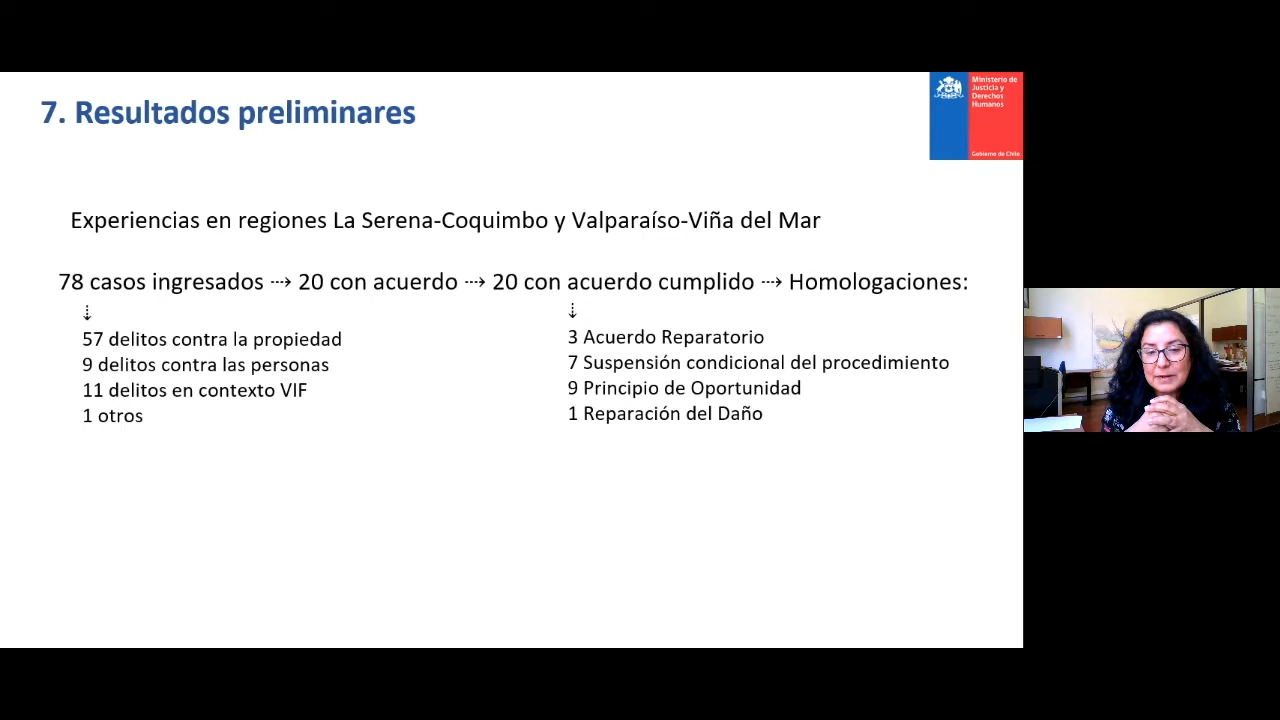 7. Resultados preliminares
Ministerio de
Justicia y
Derechos
Humanos
Gobierno de Chile
Experiencias en regiones La Serena-Coquimbo y Valparaíso-Viña del Mar
78 casos ingresados ⇢ 20 con acuerdo ⇢ 20 con acuerdo cumplido ⇢ Homologaciones:
⇣
57 delitos contra la propiedad
9 delitos contra las personas
11 delitos en contexto VIF
1 otros
⇣
3 Acuerdo Reparatorio
7 Suspensión condicional del procedimiento
9 Principio de Oportunidad
1 Reparación del Daño